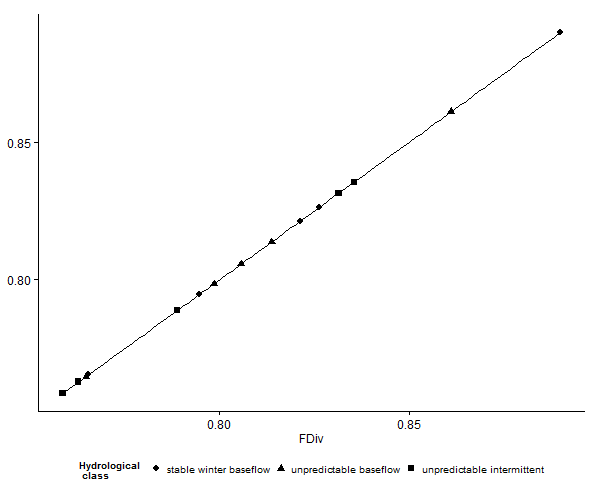 0.85
0.80
0.80 0.85
FDiv
Hydrological
class
stable winter baseflow unpredictable baseflow unpredictable intermittent